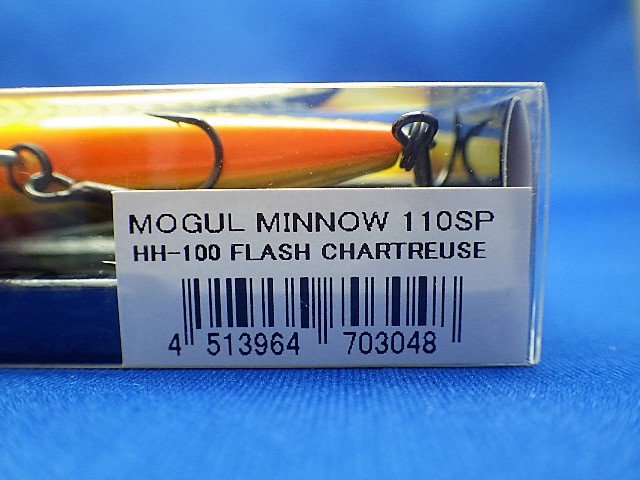 MOGUL MINNOW 110SP
HH-100 FLASH CHARTREUSE
4 513964 703048